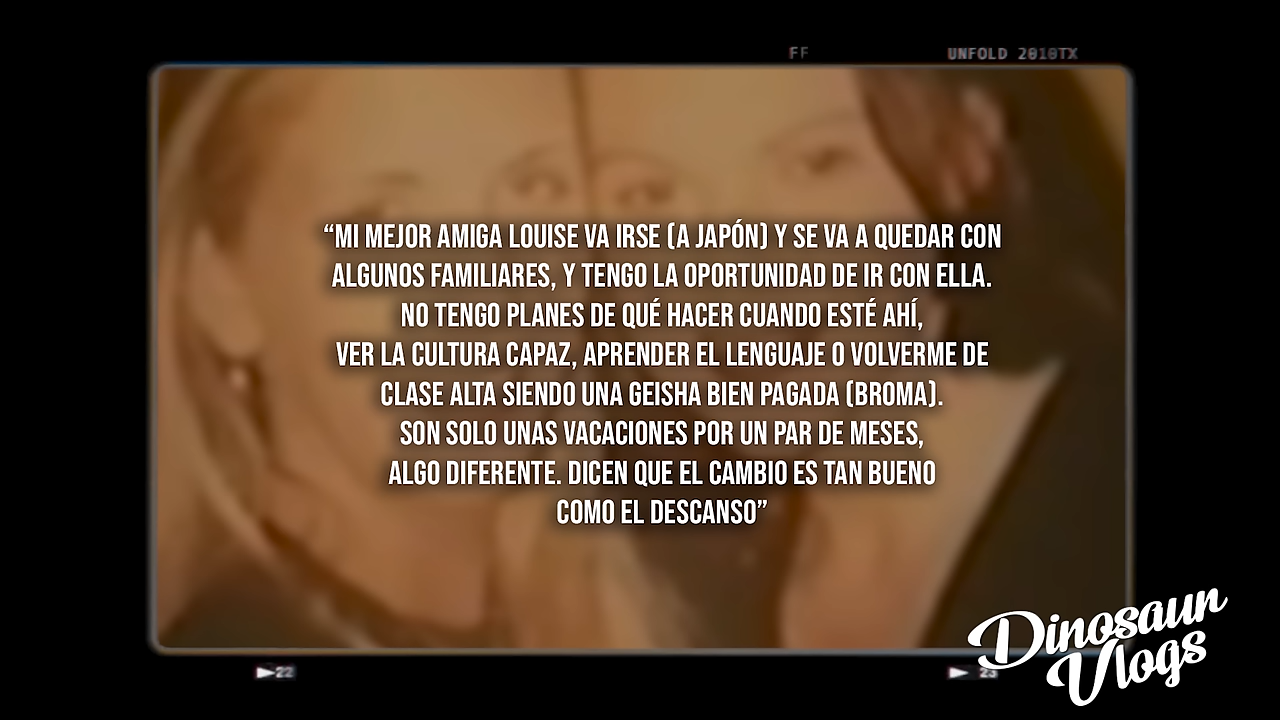 FF
UNFOLD 2010TX
“MI MEJOR AMIGA LOUISE VA IRSE (A JAPÓN) Y SE VA A QUEDAR CON
ALGUNOS FAMILIARES, Y TENGO LA OPORTUNIDAD DE IR CON ELLA.
NO TENGO PLANES DE QUÉ HACER CUANDO ESTÉ AHÍ,
VER LA CULTURA CAPAZ, APRENDER EL LENGUAJE O VOLVERME DE
CLASE ALTA SIENDO UNA GEISHA BIEN PAGADA (BROMA).
SON SOLO UNAS VACACIONES POR UN PAR DE MESES,
ALGO DIFERENTE. DICEN QUE EL CAMBIO ES TAN BUENO
COMO EL DESCANSO”
22
Dinosaur
Vlogs